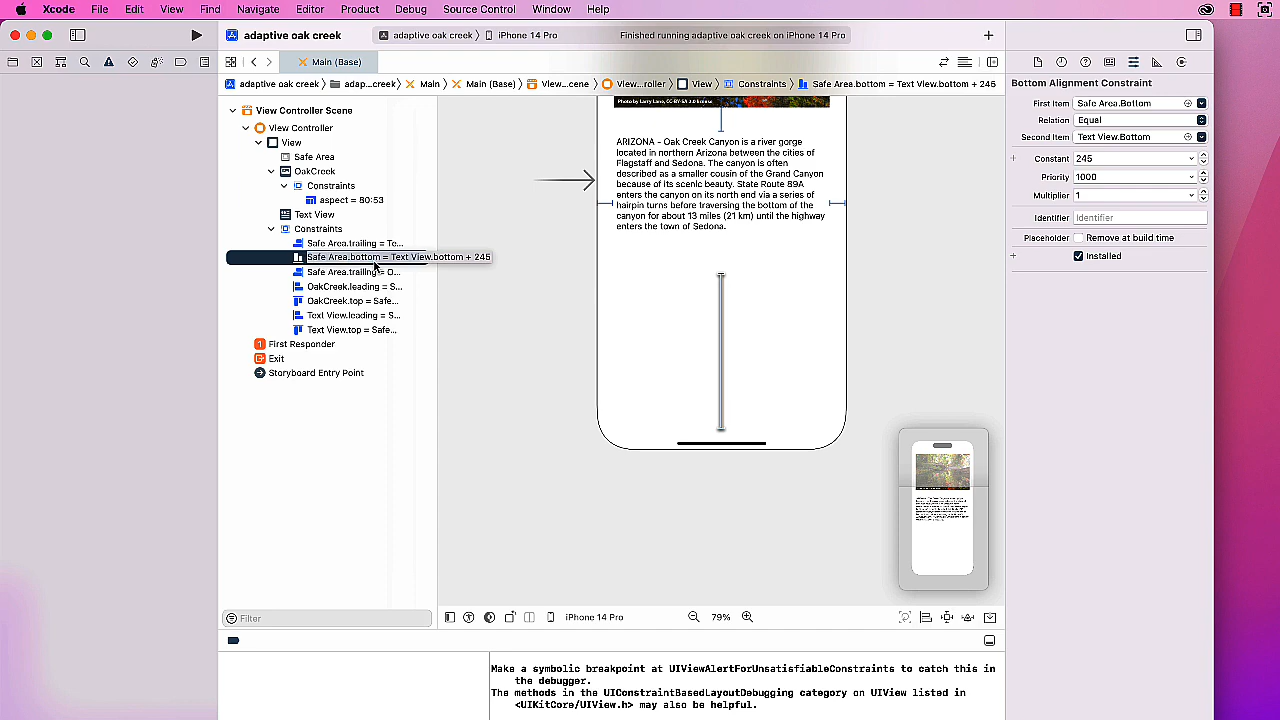 Xcode File Edit View Find Navigate Editor Product Debug Source Control Window Help
adaptive oak creek
adaptive oak creek
iPhone 14 Pro
Finished running adaptive oak creek on iPhone 14 Pro
Main (Base)
adaptive oak creek
adap...creek
Main
Main (Base)
View...cene
View...roller
View
Constraints
Safe Area.bottom = Text View.bottom + 245
View Controller Scene
View Controller
View
Safe Area
OakCreek
Constraints
aspect = 80:53
Text View
Constraints
Safe Area.trailing = Te...
Safe Area.bottom = Text View.bottom + 245
Safe Area.trailing = O...
OakCreek.leading = S...
OakCreek.top = Safe...
Text View.leading = S...
Text View.top = Safe...
1 First Responder
Exit
Storyboard Entry Point
Filter
Photo by Larry Lane, CC-BY-SA 2.0 license
ARIZONA - Oak Creek Canyon is a river gorge
located in northern Arizona between the cities of
Flagstaff and Sedona. The canyon is often
described as a smaller cousin of the Grand Canyon
because of its scenic beauty. State Route 89A
enters the canyon on its north end via a series of
hairpin turns before traversing the bottom of the
canyon for about 13 miles (21 km) until the highway
enters the town of Sedona.
iPhone 14 Pro
79%
Make a symbolic breakpoint at UIViewAlertForUnsatisfiableConstraints to catch this in
the debugger.
The methods in the UIConstraintBasedLayoutDebugging category on UIView listed in
<UIKitCore/UIView.h> may also be helpful.
Bottom Alignment Constraint
First Item Safe Area.Bottom
Relation Equal
Second Item Text View.Bottom
Constant 245
Priority 1000
Multiplier 1
Identifier Identifier
Placeholder Remove at build time
Installed